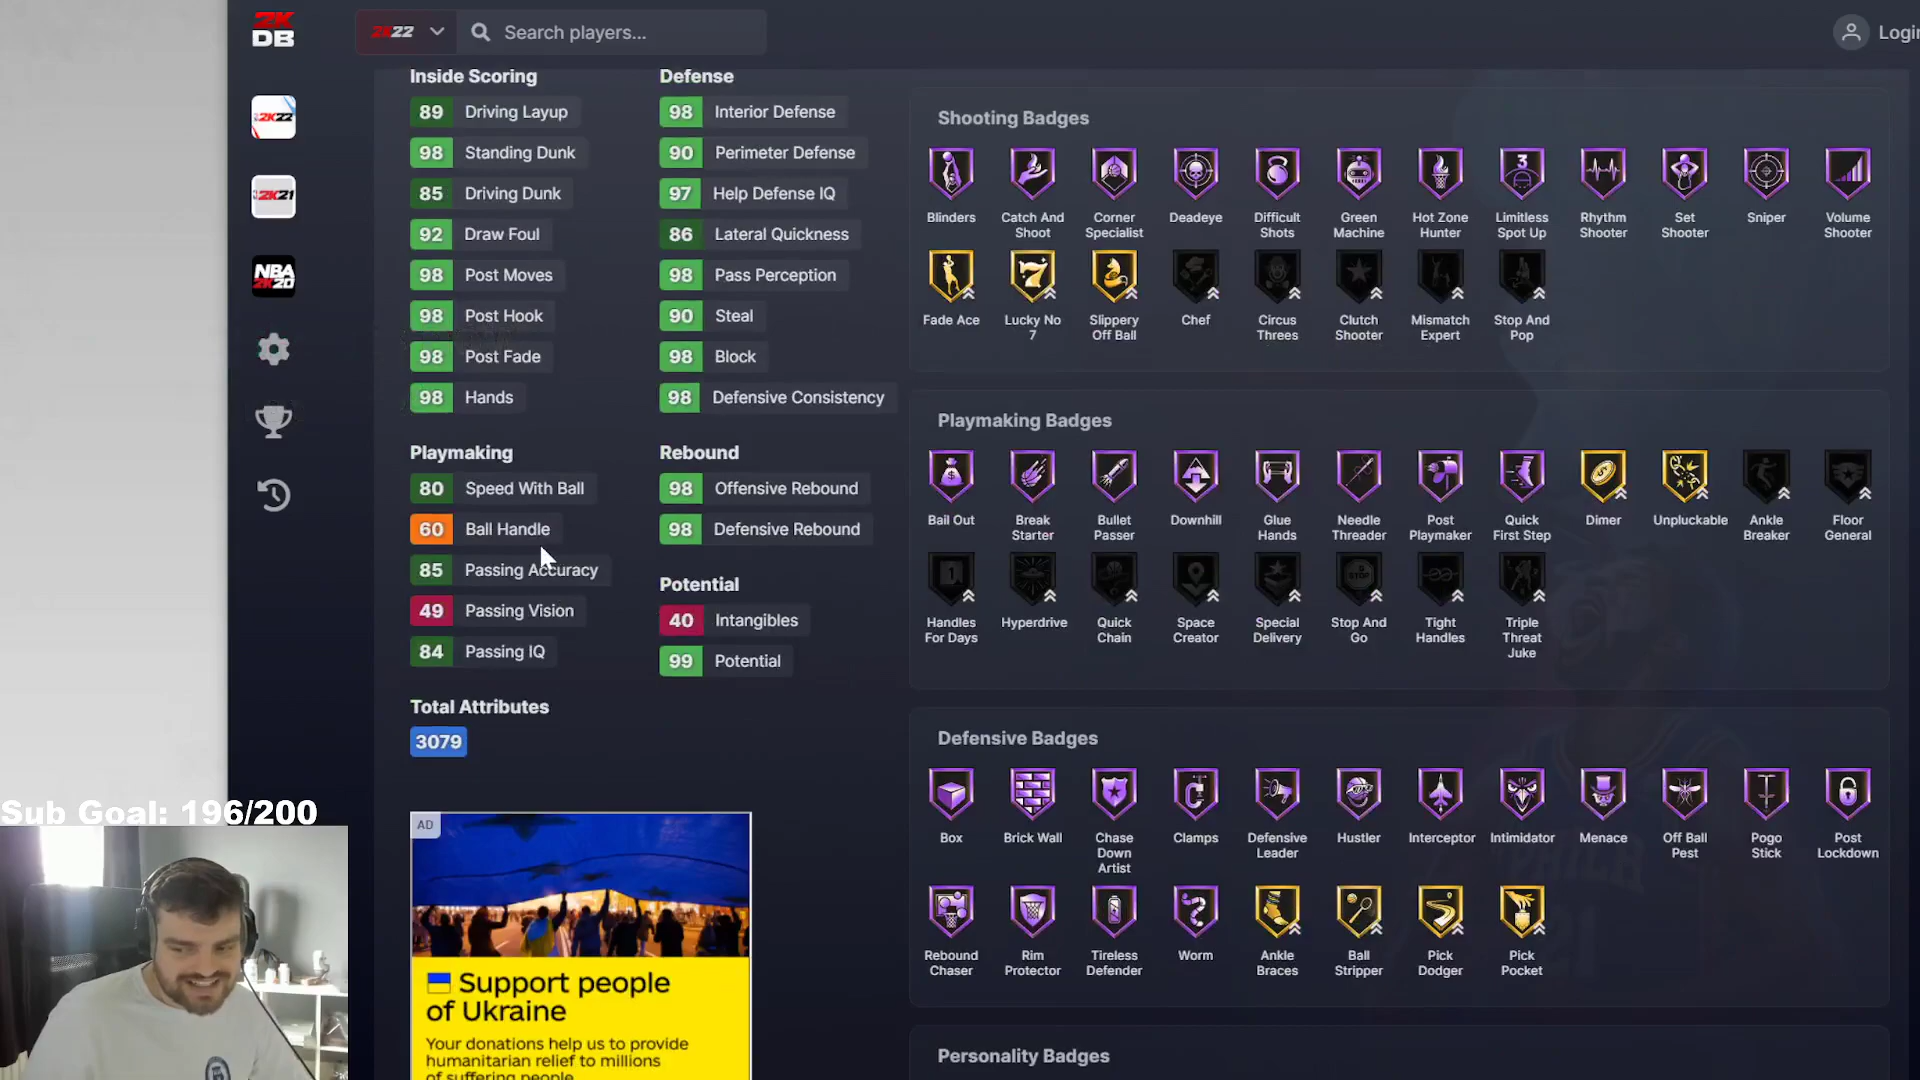 2K
DB
2K22
Search players...
Login
2K22
2K21
NBA
2K20
Inside Scoring
89 Driving Layup
98 Standing Dunk
85 Driving Dunk
92 Draw Foul
98 Post Moves
98 Post Hook
98 Post Fade
98 Hands
Defense
98 Interior Defense
90 Perimeter Defense
97 Help Defense IQ
86 Lateral Quickness
98 Pass Perception
90 Steal
98 Block
98 Defensive Consistency
Playmaking
80 Speed With Ball
60 Ball Handle
85 Passing Accuracy
49 Passing Vision
84 Passing IQ
Rebound
98 Offensive Rebound
98 Defensive Rebound
Potential
40 Intangibles
99 Potential
Total Attributes
3079
Shooting Badges
Blinders
Catch And
Shoot
Corner
Specialist
Deadeye
Difficult
Shots
Green
Machine
Hot Zone
Hunter
Limitless
Spot Up
Rhythm
Shooter
Set
Shooter
Sniper
Volume
Shooter
Fade Ace
Lucky No
7
Slippery
Off Ball
Chef
Circus
Threes
Clutch
Shooter
Mismatch
Expert
Stop And
Pop
Playmaking Badges
Bail Out
Break
Starter
Bullet
Passer
Downhill
Glue
Hands
Needle
Threader
Post
Playmaker
Quick
First Step
Dimer
Unpluckable
Ankle
Breaker
Floor
General
Handles
For Days
Hyperdrive
Quick
Chain
Space
Creator
Special
Delivery
Stop And
Go
Tight
Handles
Triple
Threat
Juke
Defensive Badges
Box
Brick Wall
Chase
Down
Artist
Clamps
Defensive
Leader
Hustler
Interceptor
Intimidator
Menace
Off Ball
Pest
Pogo
Stick
Post
Lockdown
Rebound
Chaser
Rim
Protector
Tireless
Defender
Worm
Ankle
Braces
Ball
Stripper
Pick
Dodger
Pick
Pocket
Personality Badges
AD
Support people
of Ukraine
Your donations help us to provide
humanitarian relief to millions
of suffering people
Sub Goal: 196/200